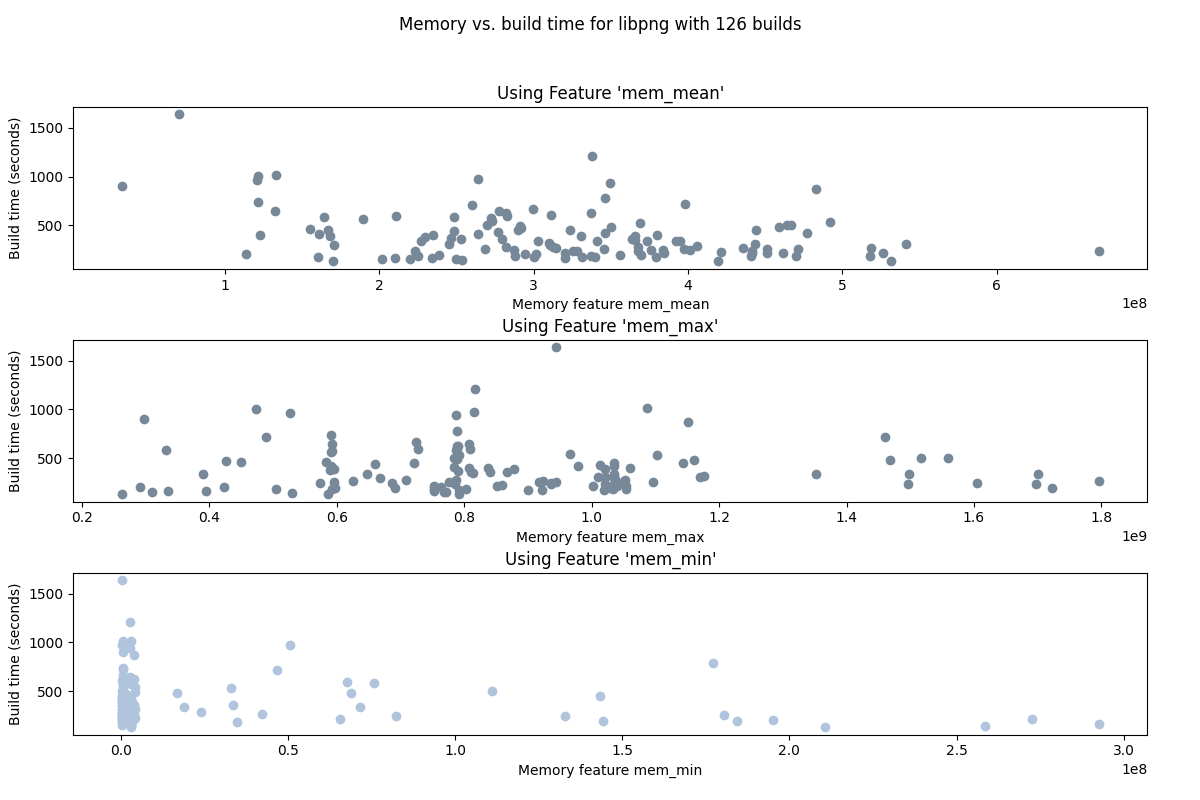 Memory vs. build time for libpng with 126 builds
Using Feature 'mem_mean'
Build time (seconds)
1500
1000
500
1 2 3 4 5 6
1e8
Memory feature mem_mean
Using Feature 'mem_max'
Build time (seconds)
1500
1000
500
0.2 0.4 0.6 0.8 1.0 1.2 1.4 1.6 1.8
1e9
Memory feature mem_max
Using Feature 'mem_min'
Build time (seconds)
1500
1000
500
0.0 0.5 1.0 1.5 2.0 2.5 3.0
1e8
Memory feature mem_min